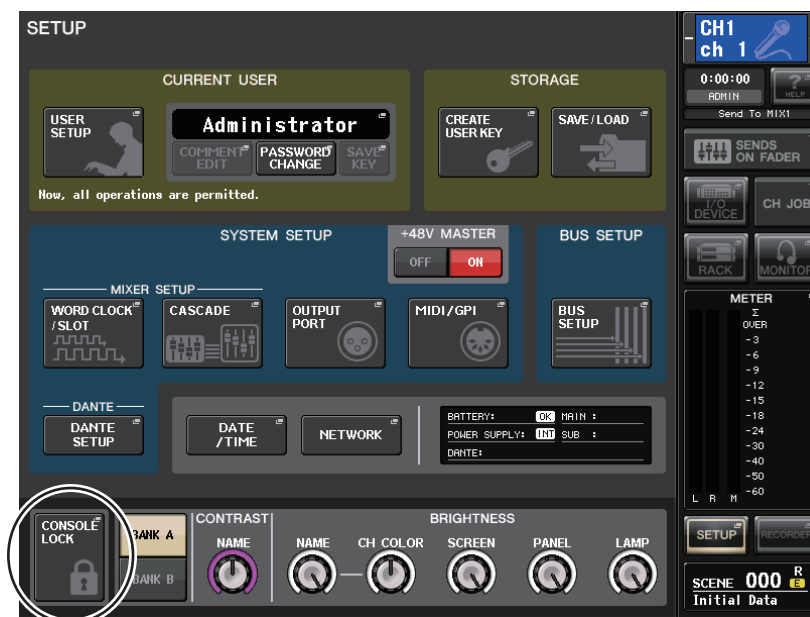 SETUP
CURRENT USER
USER
SETUP
Administrator
COMMENT
EDIT
PASSWORD
CHANGE
SAVE
KEY
Now, all operations are permitted.
STORAGE
CREATE
USER KEY
SAVE/LOAD
SYSTEM SETUP
+48V MASTER
OFF
ON
BUS SETUP
MIXER SETUP
WORD CLOCK
/SLOT
CASCADE
OUTPUT
PORT
MIDI/GPI
BUS
SETUP
DANTE
DANTE
SETUP
DATE
/TIME
NETWORK
BATTERY: OK MAIN :
POWER SUPPLY: INT SUB :
DANTE:
CONSOLE
LOCK
BANK A
BANK B
CONTRAST
NAME
BRIGHTNESS
NAME
CH COLOR
SCREEN
PANEL
LAMP
CH1
ch 1
0:00:00
ADMIN
?
HELP
Send To MIX1
SENDS
ON FADER
I/O
DEVICE
CH JOB
RACK
MONITOR
METER
Σ
OVER
-3
-6
-9
-12
-15
-18
-24
-30
-40
-50
-60
L R M
SETUP
RECORDER
SCENE 000 R
E
Initial Data